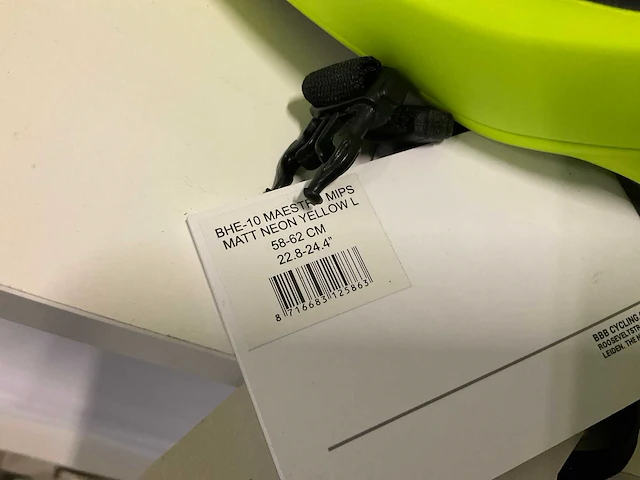 BHE-10 MAESTRO MIPS
MATT NEON YELLOW L
58-62 CM
22.8-24.4"
8 716683 125863
BBB CYCLING
LEIDEN, THE